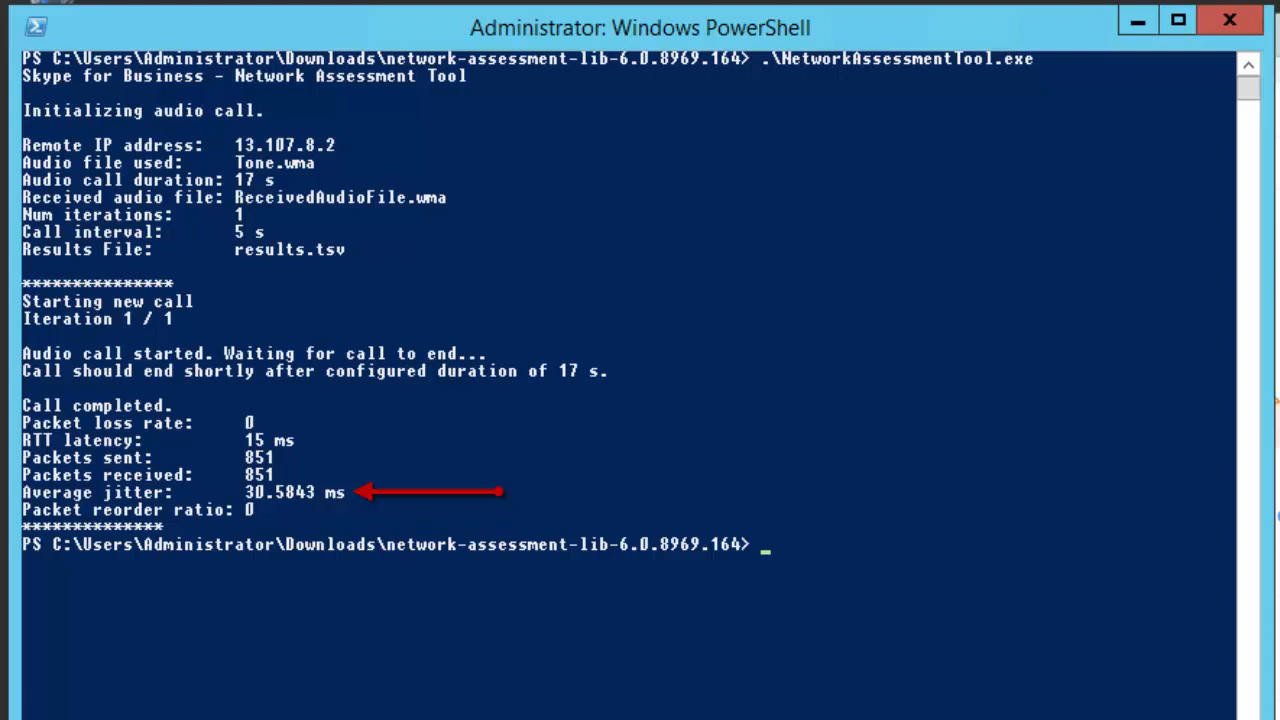 Administrator: Windows PowerShell
PS C:\Users\Administrator\Downloads\network-assessment-lib-6.0.8969.164> .\NetworkAssessmentTool.exe
Skype for Business - Network Assessment Tool
Initializing audio call.
Remote IP address: 13.107.8.2
Audio file used: Tone.wma
Audio call duration: 17 s
Received audio file: ReceivedAudioFile.wma
Num iterations: 1
Call interval: 5 s
Results File: results.tsv
***************
Starting new call
Iteration 1 / 1
Audio call started. Waiting for call to end...
Call should end shortly after configured duration of 17 s.
Call completed.
Packet loss rate: 0
RTT latency: 15 ms
Packets sent: 851
Packets received: 851
Average jitter: 30.5843 ms
Packet reorder ratio: 0
**************
PS C:\Users\Administrator\Downloads\network-assessment-lib-6.0.8969.164> _